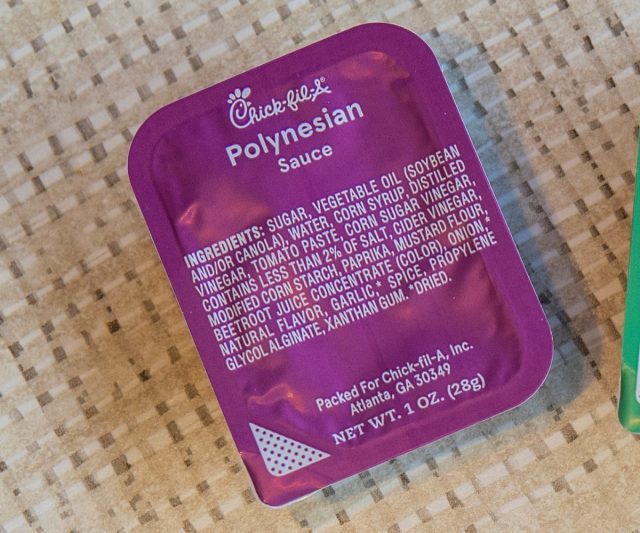 Chick-fil-A®
Polynesian
Sauce
INGREDIENTS: SUGAR, VEGETABLE OIL (SOYBEAN
AND/OR CANOLA), WATER, CORN SYRUP, DISTILLED
VINEGAR, TOMATO PASTE, CORN SUGAR VINEGAR,
CONTAINS LESS THAN 2% OF SALT, CIDER VINEGAR,
MODIFIED CORN STARCH, PAPRIKA, MUSTARD FLOUR,
BEETROOT JUICE CONCENTRATE (COLOR), ONION,*
NATURAL FLAVOR, GARLIC,* SPICE, PROPYLENE
GLYCOL ALGINATE, XANTHAN GUM. *DRIED.
Packed For Chick-fil-A, Inc.
Atlanta, GA 30349
NET WT. 1 OZ. (28g)